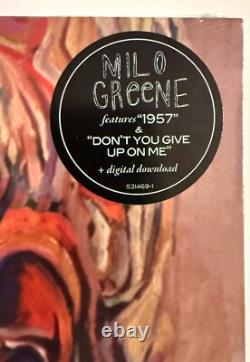 MILO
GREENE
features "1957"
&
"DON'T YOU GIVE
UP ON ME"
+ digital download
531469-1